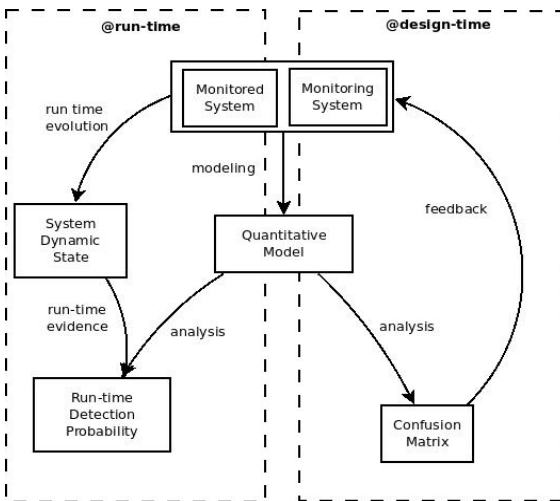 @run-time
@design-time
Monitored
System
Monitoring
System
run time
evolution
modeling
feedback
System
Dynamic
State
Quantitative
Model
run-time
evidence
analysis
analysis
Run-time
Detection
Probability
Confusion
Matrix